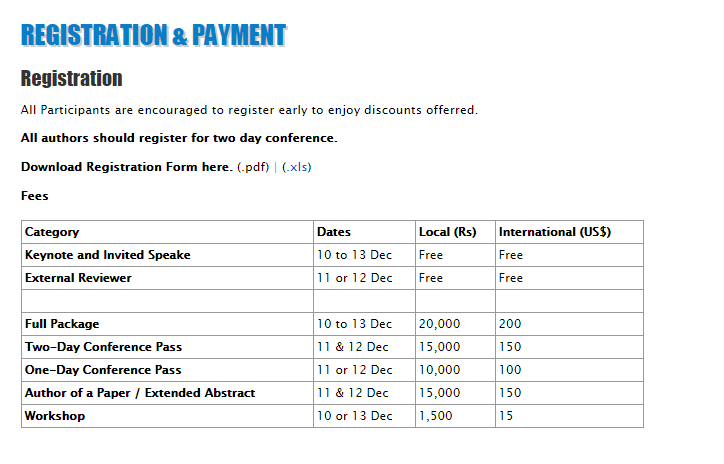 REGISTRATION & PAYMENT
Registration
All Participants are encouraged to register early to enjoy discounts offerred.
All authors should register for two day conference.
Download Registration Form here. (.pdf) | (.xls)
Fees
Category Dates Local (Rs) International (US$)
Keynote and Invited Speake 10 to 13 Dec Free Free
External Reviewer 11 or 12 Dec Free Free
Full Package 10 to 13 Dec 20,000 200
Two-Day Conference Pass 11 & 12 Dec 15,000 150
One-Day Conference Pass 11 or 12 Dec 10,000 100
Author of a Paper / Extended Abstract 11 & 12 Dec 15,000 150
Workshop 10 or 13 Dec 1,500 15